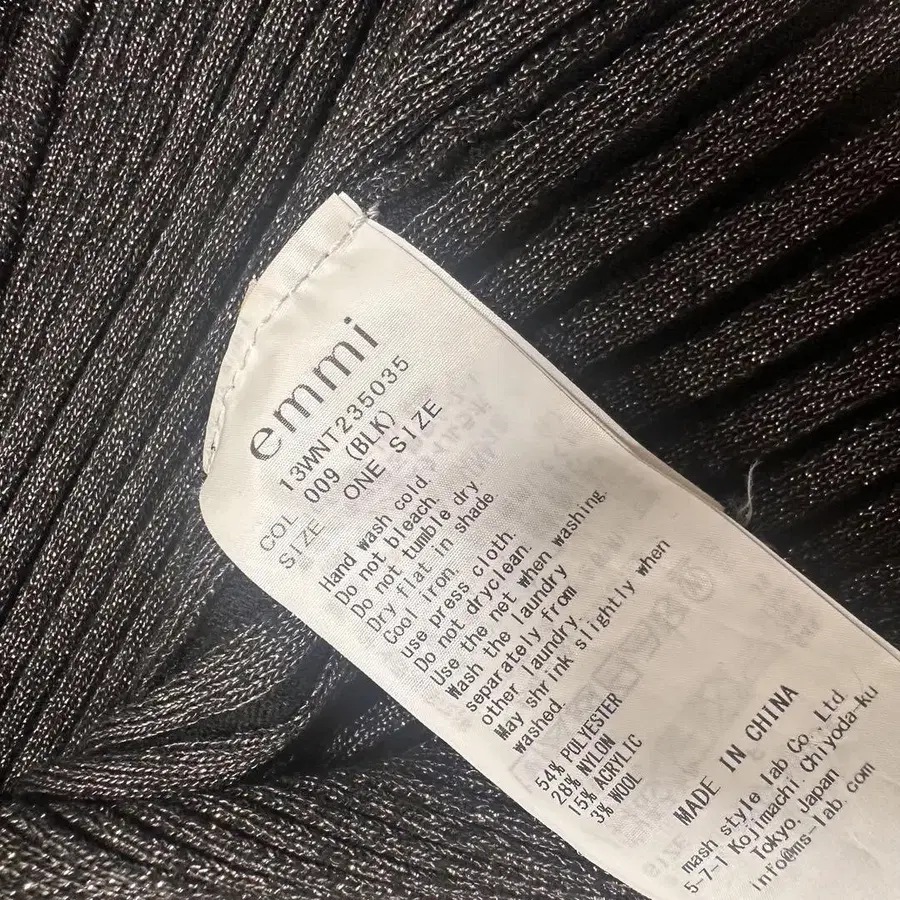 emmi
13WNT235035
COL 009 (BLK)
SIZE ONE SIZE
Hand wash cold.
Do not bleach.
Do not tumble dry
Dry flat in shade.
Cool iron.
use press cloth.
Do not dryclean.
Use the net when washing.
Wash the laundry
separately from
other laundry.
May shrink slightly when
washed.
54% POLYESTER
28% NYLON
15% ACRYLIC
3% WOOL
MADE IN CHINA
mash style lab Co., Ltd.
5-7-1 Kojimachi Chiyoda-ku
Tokyo.Japan
info@ms-lab.com